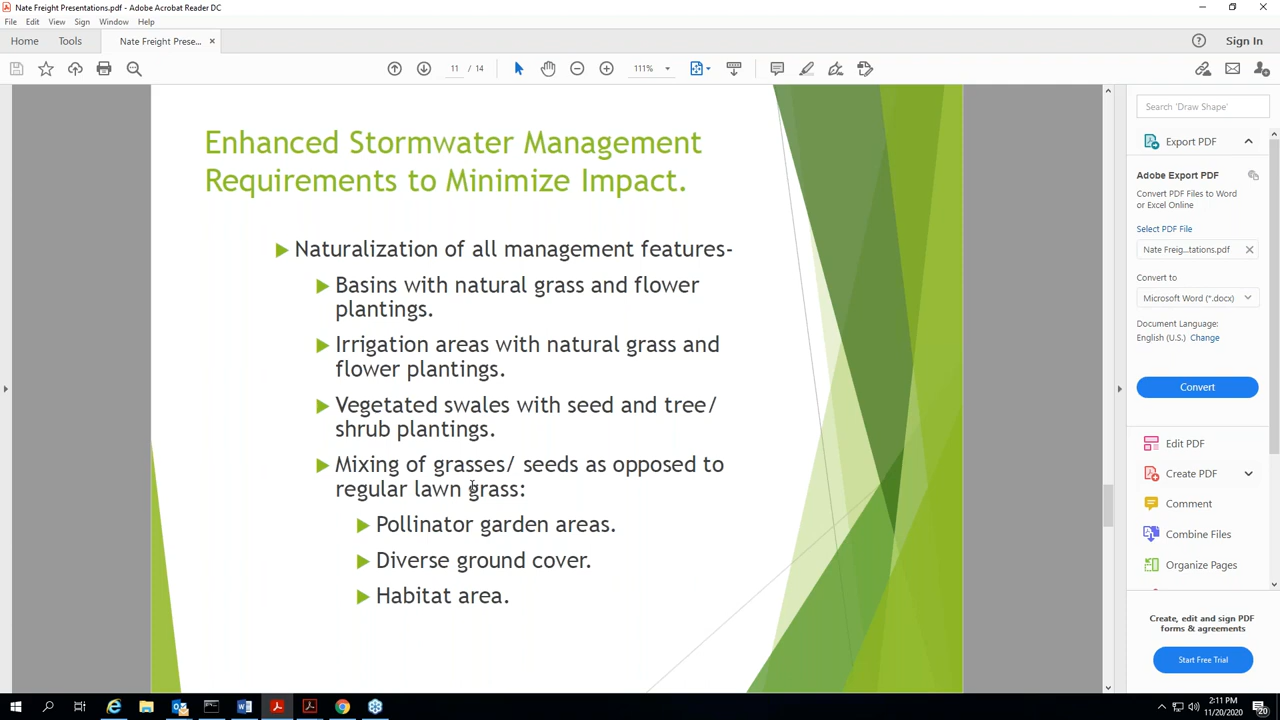 Nate Freight Presentations.pdf - Adobe Acrobat Reader DC
File Edit View Sign Window Help
Home Tools Nate Freight Prese... × Sign In
11 / 14 111%
Enhanced Stormwater Management
Requirements to Minimize Impact.
Naturalization of all management features-
Basins with natural grass and flower
plantings.
Irrigation areas with natural grass and
flower plantings.
Vegetated swales with seed and tree/
shrub plantings.
Mixing of grasses/ seeds as opposed to
regular lawn grass:
Pollinator garden areas.
Diverse ground cover.
Habitat area.
Search 'Draw Shape'
Export PDF
Adobe Export PDF
Convert PDF Files to Word
or Excel Online
Select PDF File
Nate Freig...tations.pdf
Convert to
Microsoft Word (*.docx)
Document Language:
English (U.S.) Change
Convert
Edit PDF
Create PDF
Comment
Combine Files
Organize Pages
Create, edit and sign PDF
forms & agreements
Start Free Trial
2:11 PM
11/20/2020
20